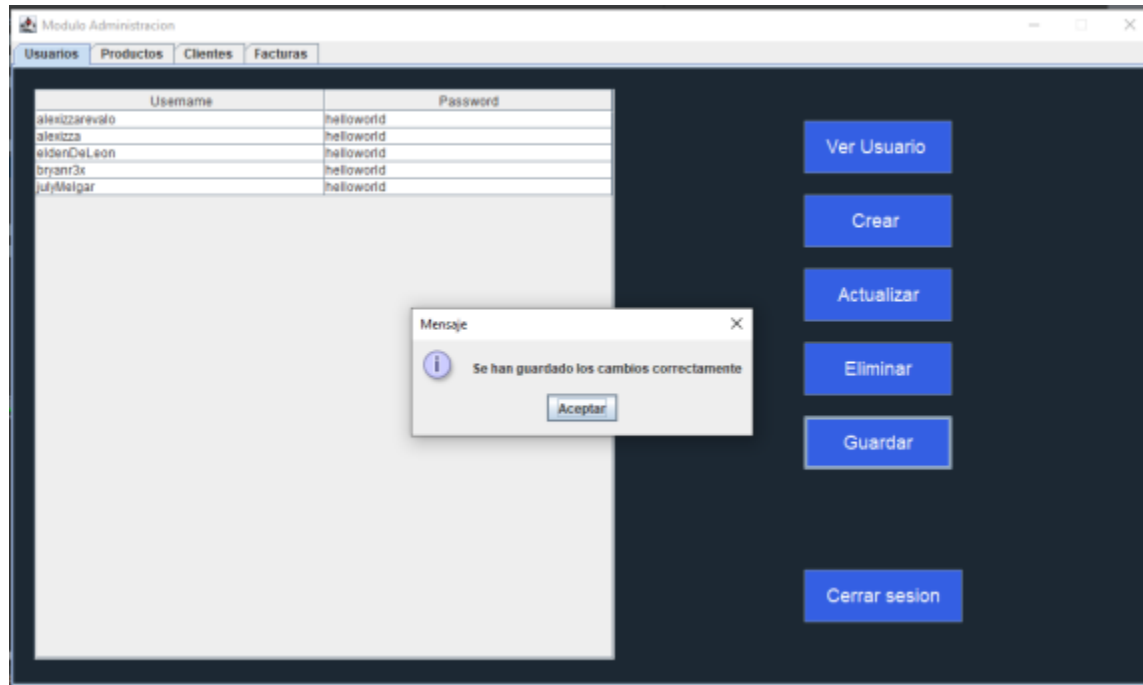 Modulo Administracion
Usuarios Productos Clientes Facturas
Username Password
alexizzarevalo helloworld
alexizza helloworld
eldenDeLeon helloworld
bryanr3x helloworld
julyMelgar helloworld
Ver Usuario
Crear
Actualizar
Mensaje
Se han guardado los cambios correctamente
Aceptar
Eliminar
Guardar
Cerrar sesion